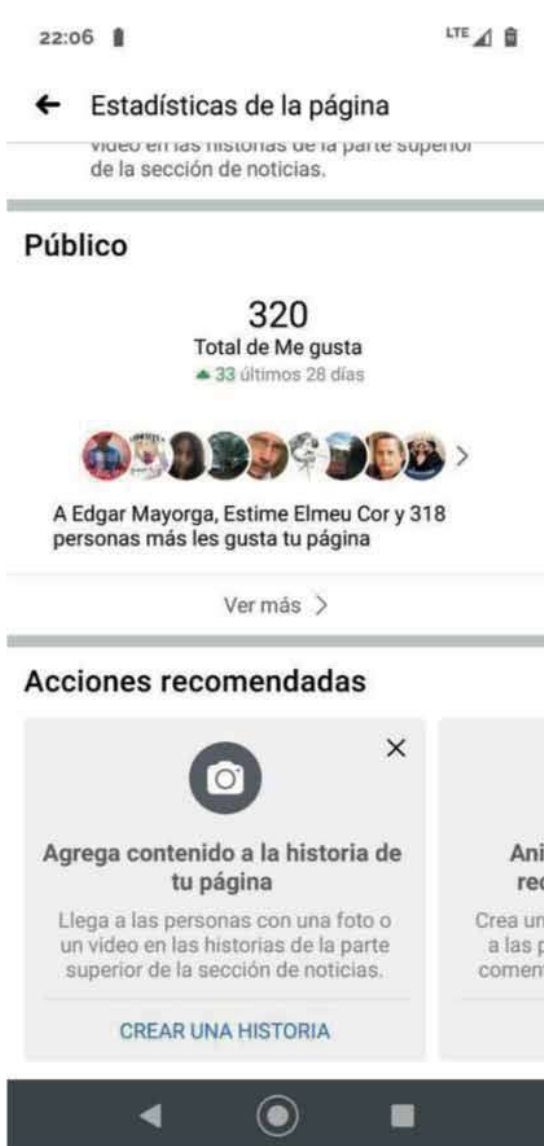 22:06
LTE
Estadísticas de la página
video en las historias de la parte superior
de la sección de noticias.
Público
320
Total de Me gusta
33 últimos 28 días
A Edgar Mayorga, Estime Elmeu Cor y 318
personas más les gusta tu página
Ver más
Acciones recomendadas
Agrega contenido a la historia de
tu página
Llega a las personas con una foto o
un video en las historias de la parte
superior de la sección de noticias.
CREAR UNA HISTORIA
Ani
rec
Crea un
a las p
coment